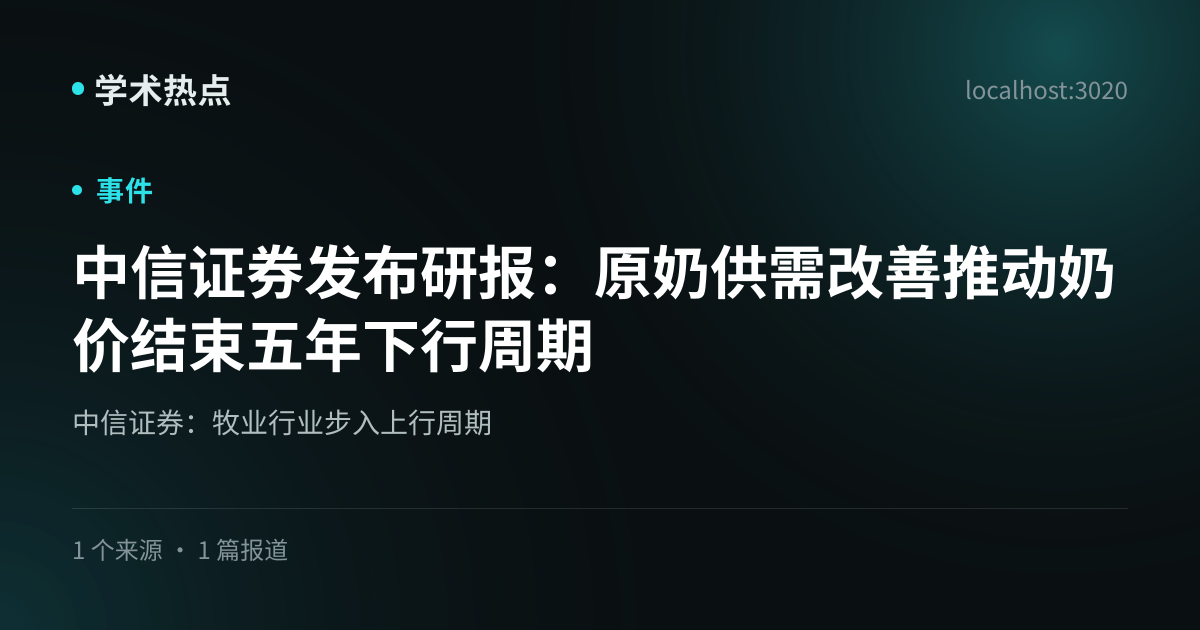 学术热点
localhost:3020
事件
中信证券发布研报：原奶供需改善推动奶
价结束五年下行周期
中信证券：牧业行业步入上行周期
1 个来源 · 1 篇报道